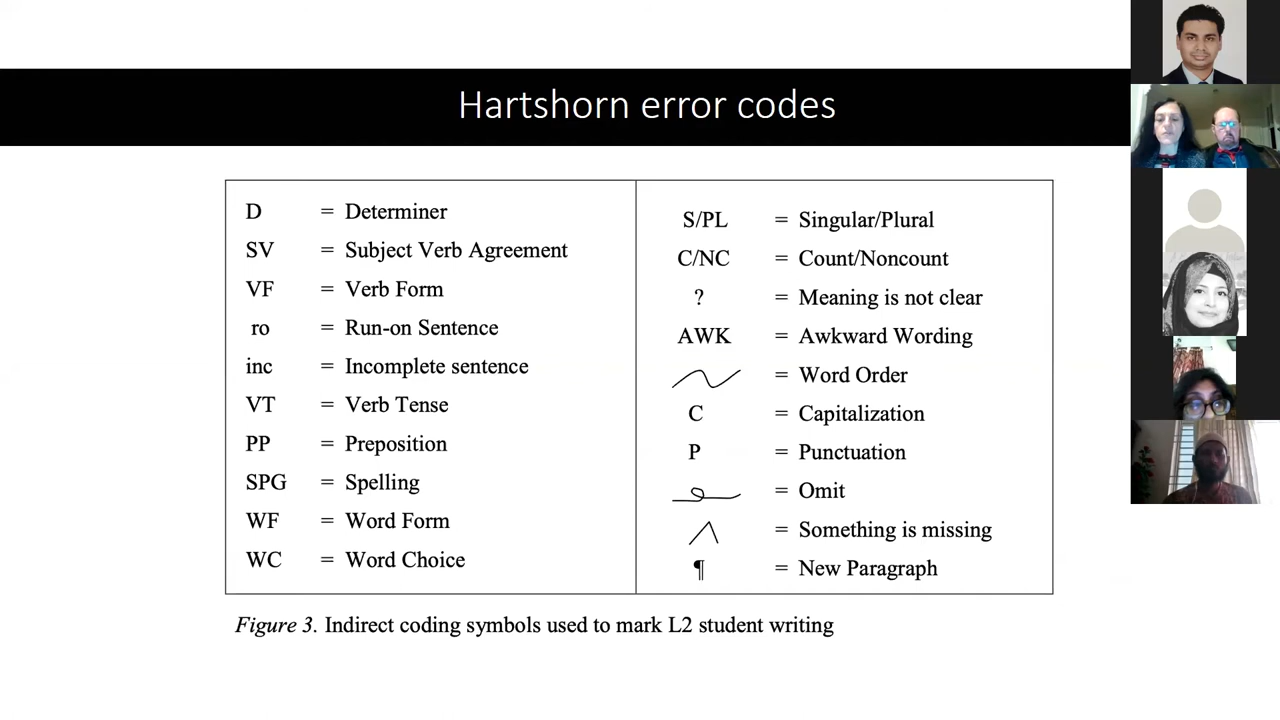 Hartshorn error codes
D = Determiner
SV = Subject Verb Agreement
VF = Verb Form
ro = Run-on Sentence
inc = Incomplete sentence
VT = Verb Tense
PP = Preposition
SPG = Spelling
WF = Word Form
WC = Word Choice
S/PL = Singular/Plural
C/NC = Count/Noncount
? = Meaning is not clear
AWK = Awkward Wording
= Word Order
C = Capitalization
P = Punctuation
= Omit
= Something is missing
¶ = New Paragraph
Figure 3. Indirect coding symbols used to mark L2 student writing